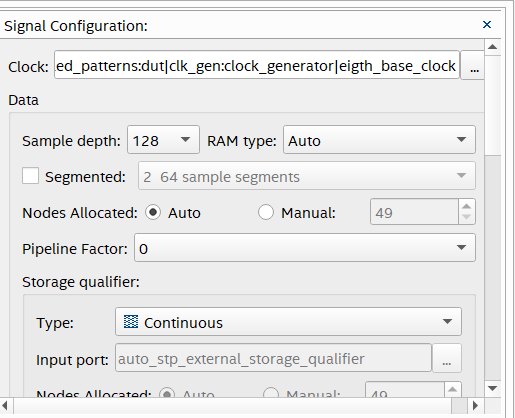 Signal Configuration:
Clock: ed_patterns:dut|clk_gen:clock_generator|eigth_base_clock ...
Data
Sample depth: 128 RAM type: Auto
Segmented: 2 64 sample segments
Nodes Allocated: Auto Manual: 49
Pipeline Factor: 0
Storage qualifier:
Type: Continuous
Input port: auto_stp_external_storage_qualifier ...
Nodes Allocated: Auto Manual: 49